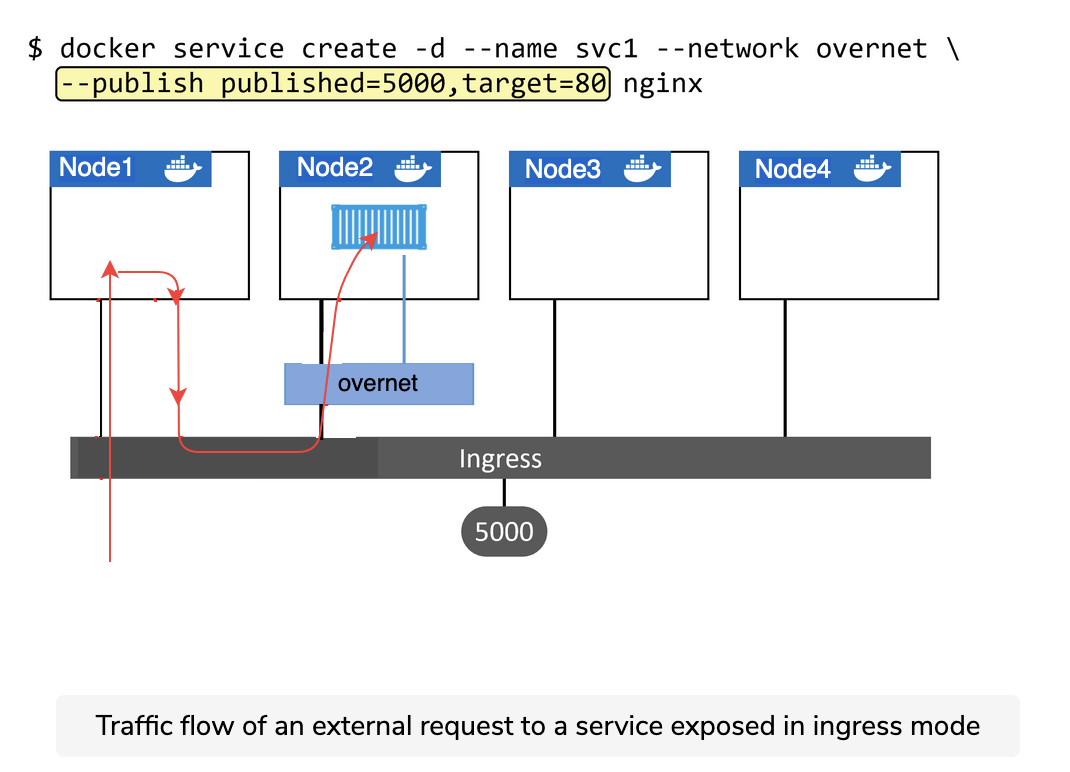 $ docker service create -d --name svc1 --network overnet \
--publish published=5000,target=80 nginx
Node1
Node2
Node3
Node4
overnet
Ingress
5000
Traffic flow of an external request to a service exposed in ingress mode